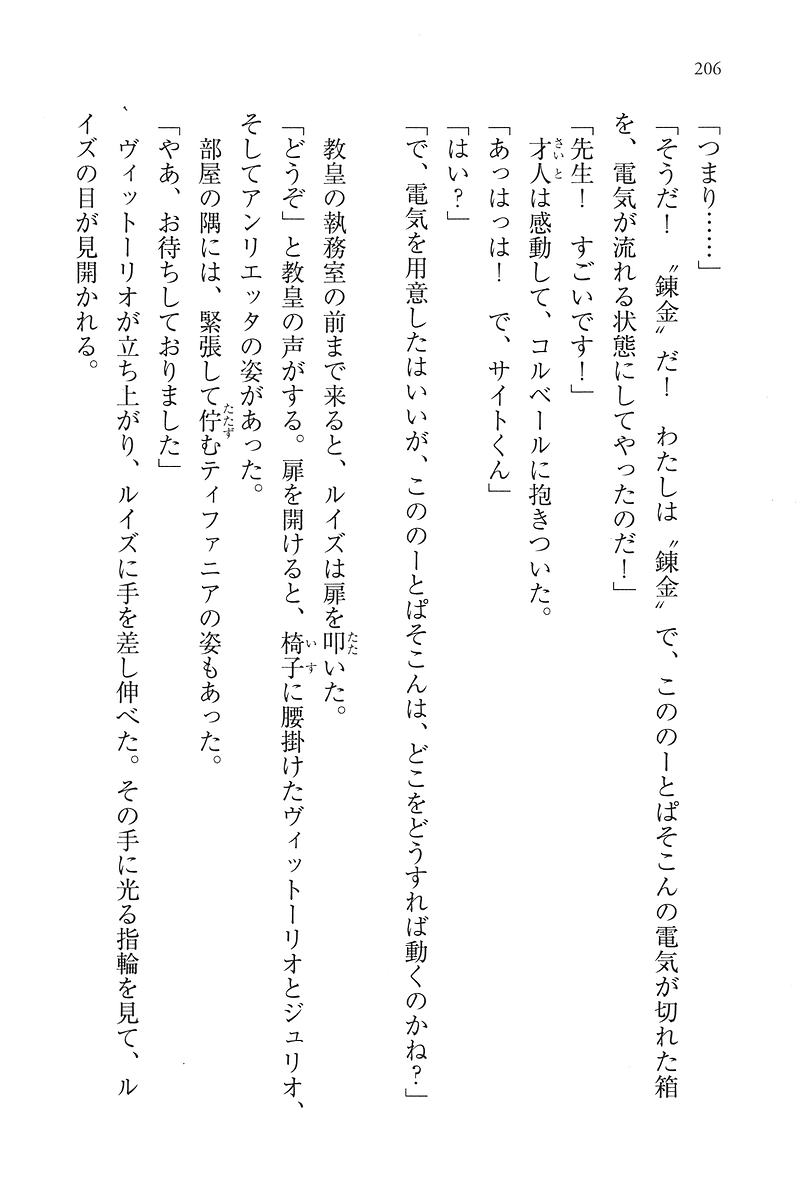 206
「つまり……」
「そうだ！　〝錬金〟だ！　わたしは〝錬金〟で、こののーとぱそこんの電気が切れた箱
を、電気が流れる状態にしてやったのだ！」
「先生！　すごいです！」
才人は感動して、コルベールに抱きついた。
「あっはっは！　で、サイトくん」
「はい？」
「で、電気を用意したはいいが、こののーとぱそこんは、どこをどうすれば動くのかね？」
教皇の執務室の前まで来ると、ルイズは扉を叩いた。
「どうぞ」と教皇の声がする。扉を開けると、椅子に腰掛けたヴィットーリオとジュリオ、
そしてアンリエッタの姿があった。
部屋の隅には、緊張して佇むティファニアの姿もあった。
「やあ、お待ちしておりました」
ヴィットーリオが立ち上がり、ルイズに手を差し伸べた。その手に光る指輪を見て、ル
イズの目が見開かれる。